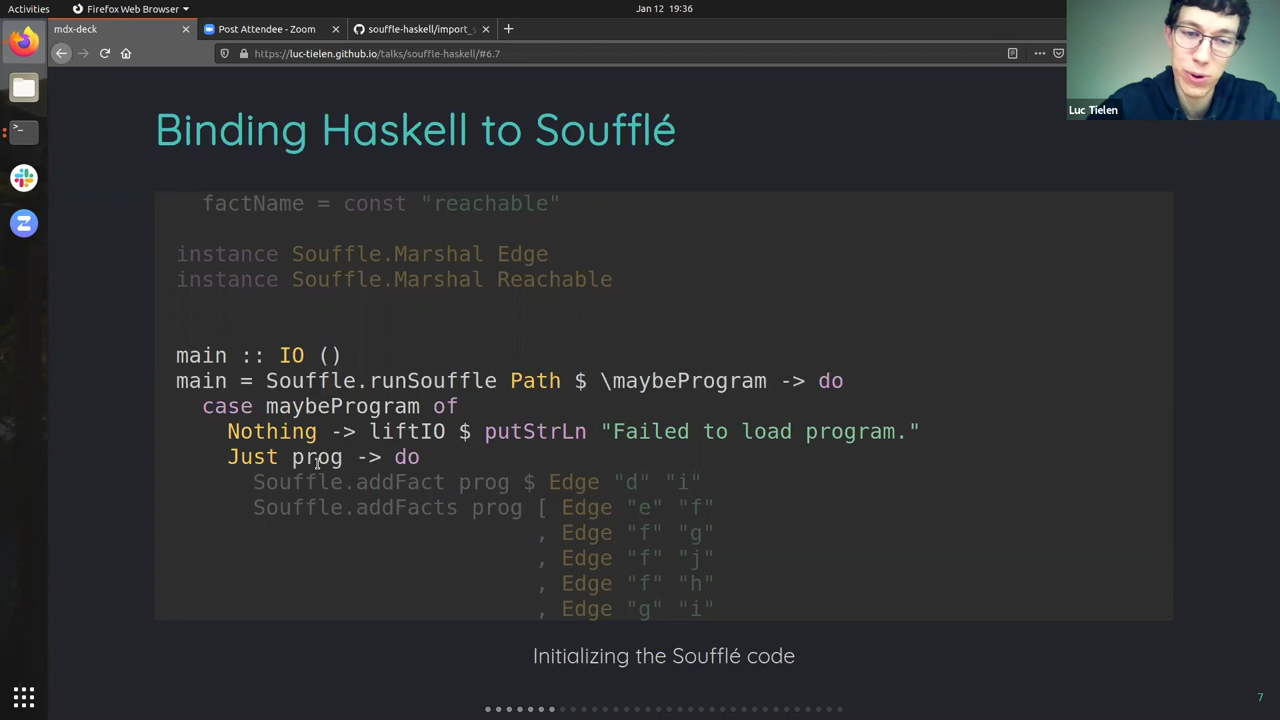 Activities
Firefox Web Browser
Jan 12 19:36
mdx-deck
Post Attendee - Zoom
souffle-haskell/import_s
https://luc-tielen.github.io/talks/souffle-haskell/#6.7
Luc Tielen
Binding Haskell to Soufflé
factName = const "reachable"
instance Souffle.Marshal Edge
instance Souffle.Marshal Reachable
main :: IO ()
main = Souffle.runSouffle Path $ \maybeProgram -> do
case maybeProgram of
Nothing -> liftIO $ putStrLn "Failed to load program."
Just prog -> do
Souffle.addFact prog $ Edge "d" "i"
Souffle.addFacts prog [ Edge "e" "f"
, Edge "f" "g"
, Edge "f" "j"
, Edge "f" "h"
, Edge "g" "i"
Initializing the Soufflé code
7